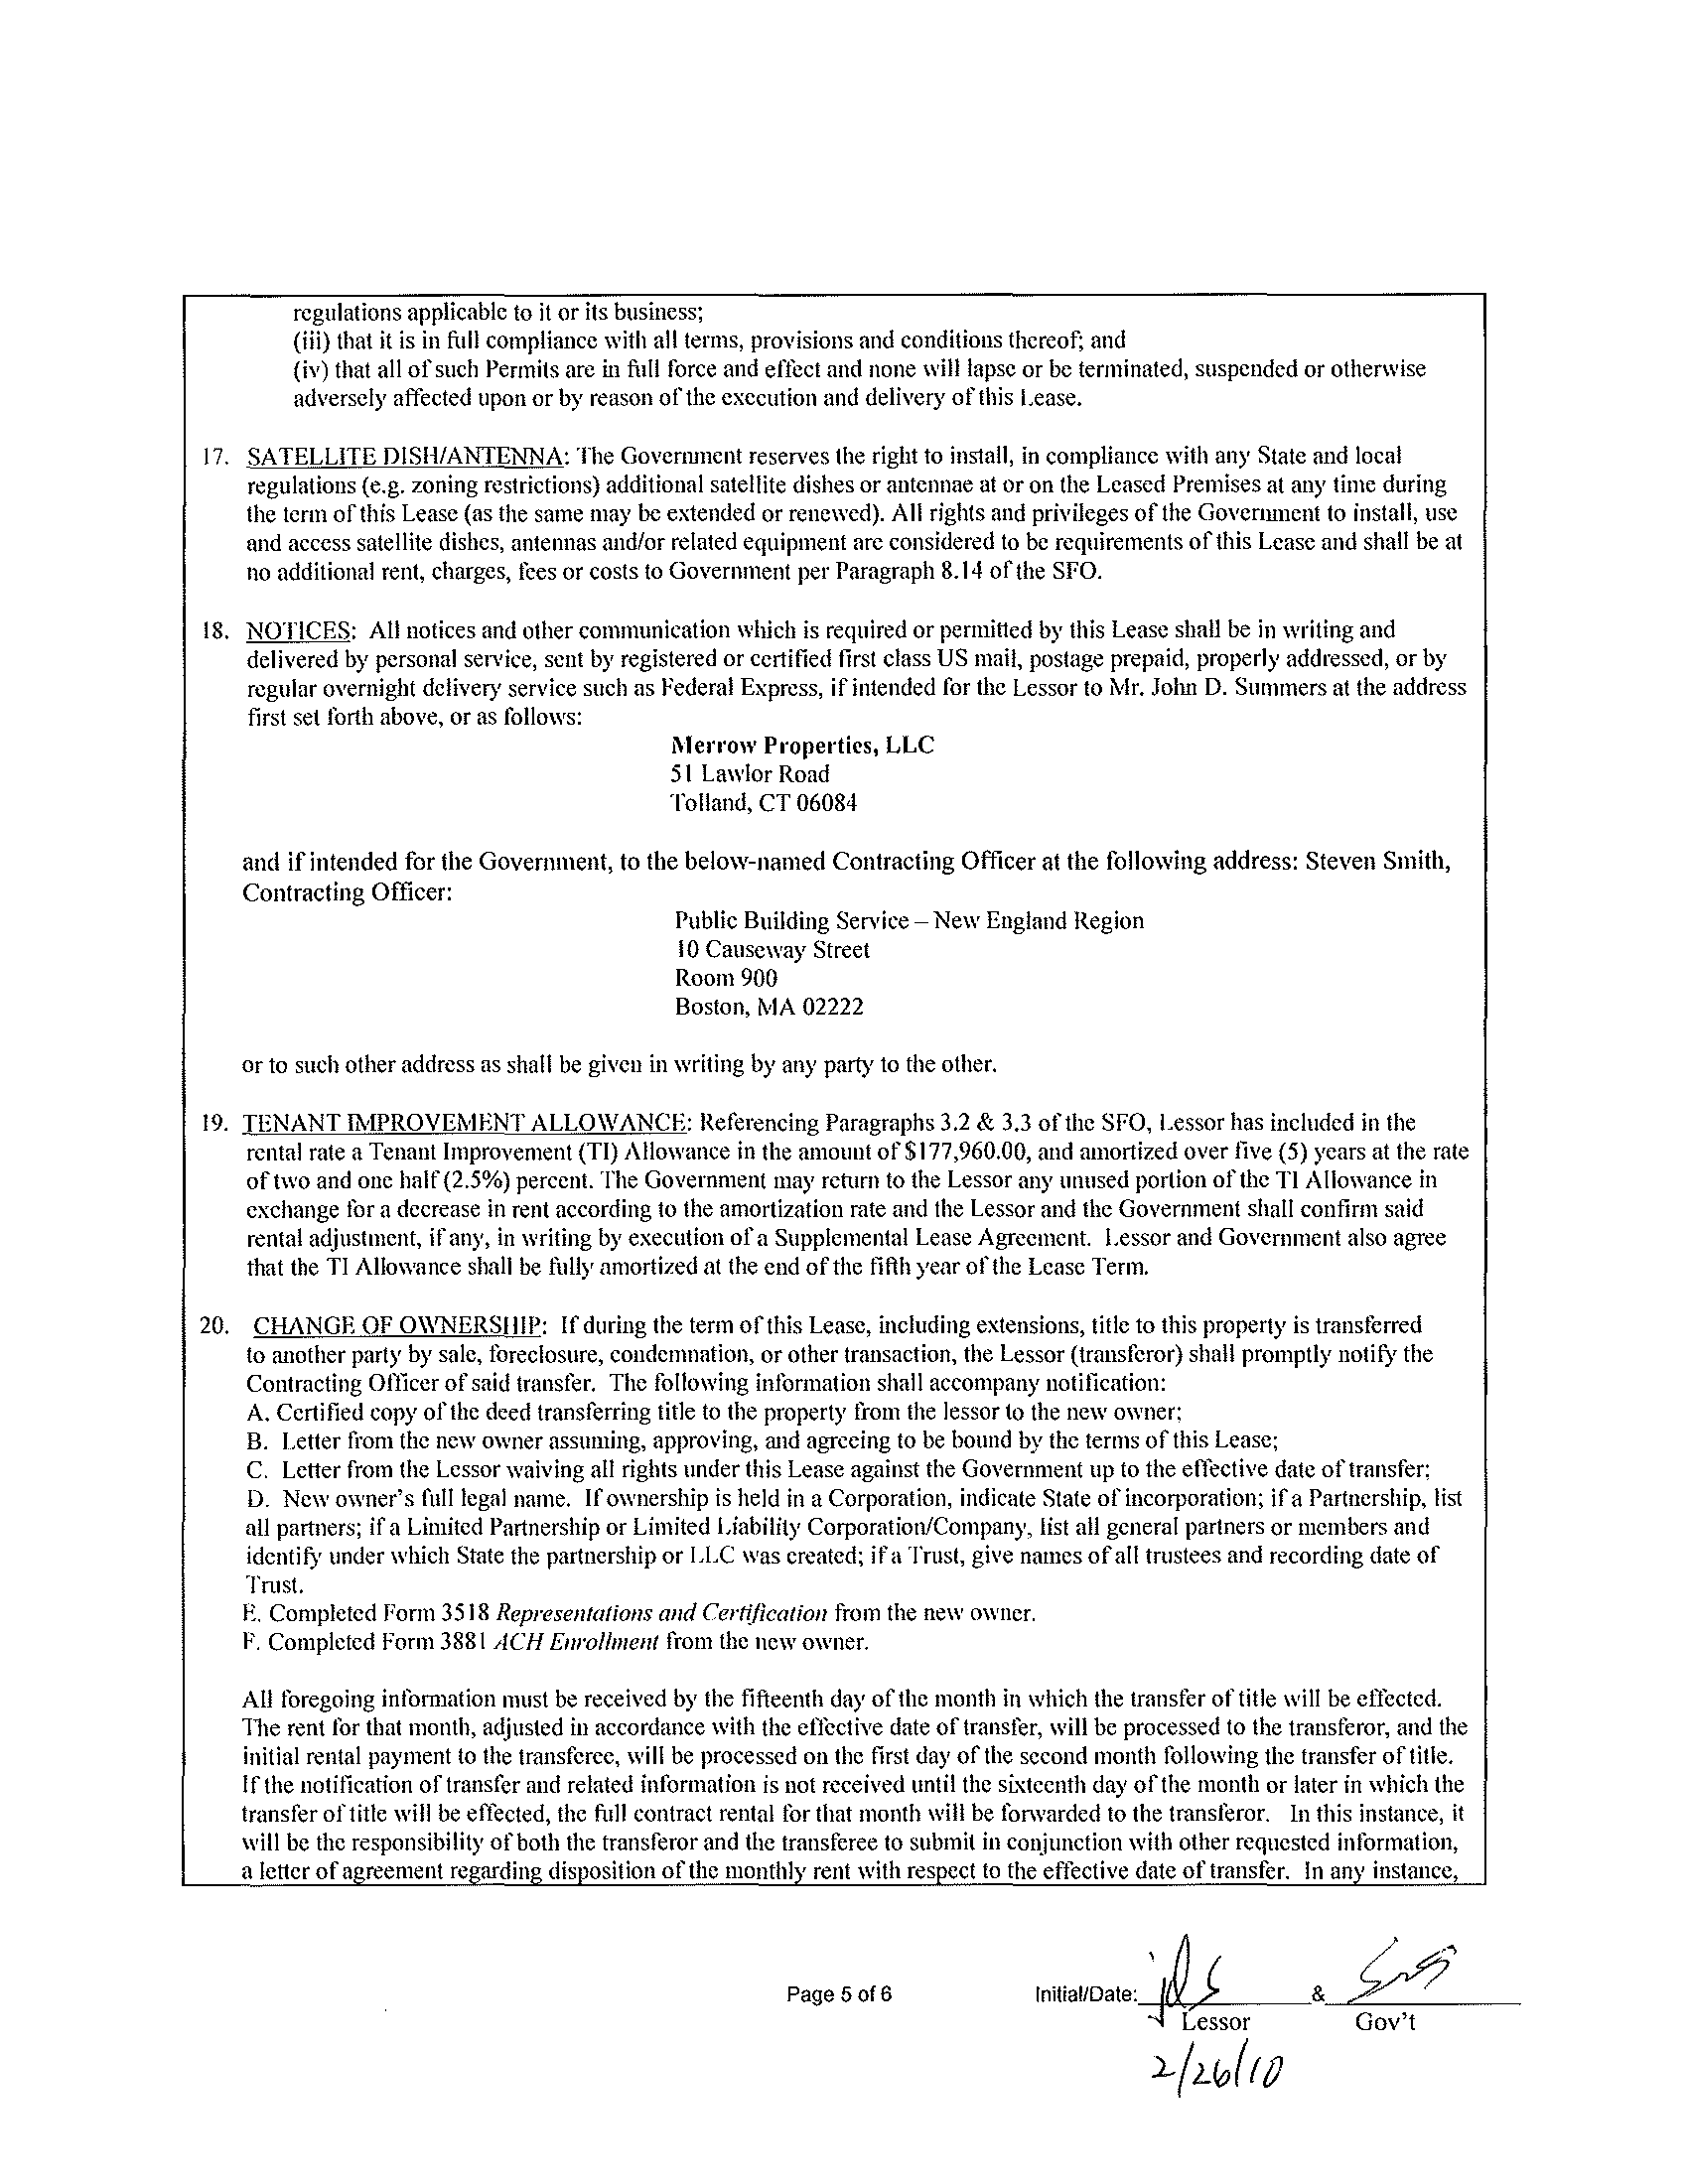 regulations applicable to it or its business;
(iii) that it is in full compliance with all terms, provisions and conditions thereof; and
(iv) that all of such Permits are in full force and effect and none will lapse or be terminated, suspended or otherwise
adversely affected upon or by reason of the execution and delivery of this Lease.
17. SATELLITE DISH/ANTENNA: The Government reserves the right to install, in compliance with any State and local
regulations (e.g. zoning restrictions) additional satellite dishes or antennae at or on the Leased Premises at any time during
the term of this Lease (as the same may be extended or renewed). All rights and privileges of the Government to install, use
and access satellite dishes, antennas and/or related equipment are considered to be requirements of this Lease and shall be at
no additional rent, charges, fees or costs to Government per Paragraph 8.14 of the SFO.
18. NOTICES: All notices and other communication which is required or permitted by this Lease shall be in writing and
delivered by personal service, sent by registered or certified first class US mail, postage prepaid, properly addressed, or by
regular overnight delivery service such as Federal Express, if intended for the Lessor to Mr. John D. Summers at the address
first set forth above, or as follows:
Merrow Properties, LLC
51 Lawlor Road
Tolland, CT 06084
and if intended for the Government, to the below-named Contracting Officer at the following address: Steven Smith,
Contracting Officer:
Public Building Service – New England Region
10 Causeway Street
Room 900
Boston, MA 02222
or to such other address as shall be given in writing by any party to the other.
19. TENANT IMPROVEMENT ALLOWANCE: Referencing Paragraphs 3.2 & 3.3 of the SFO, Lessor has included in the
rental rate a Tenant Improvement (TI) Allowance in the amount of $177,960.00, and amortized over five (5) years at the rate
of two and one half (2.5%) percent. The Government may return to the Lessor any unused portion of the TI Allowance in
exchange for a decrease in rent according to the amortization rate and the Lessor and the Government shall confirm said
rental adjustment, if any, in writing by execution of a Supplemental Lease Agreement. Lessor and Government also agree
that the TI Allowance shall be fully amortized at the end of the fifth year of the Lease Term.
20. CHANGE OF OWNERSHIP: If during the term of this Lease, including extensions, title to this property is transferred
to another party by sale, foreclosure, condemnation, or other transaction, the Lessor (transferor) shall promptly notify the
Contracting Officer of said transfer. The following information shall accompany notification:
A. Certified copy of the deed transferring title to the property from the lessor to the new owner;
B. Letter from the new owner assuming, approving, and agreeing to be bound by the terms of this Lease;
C. Letter from the Lessor waiving all rights under this Lease against the Government up to the effective date of transfer;
D. New owner's full legal name. If ownership is held in a Corporation, indicate State of incorporation; if a Partnership, list
all partners; if a Limited Partnership or Limited Liability Corporation/Company, list all general partners or members and
identify under which State the partnership or LLC was created; if a Trust, give names of all trustees and recording date of
Trust.
E. Completed Form 3518 Representations and Certification from the new owner.
F. Completed Form 3881 ACH Enrollment from the new owner.
All foregoing information must be received by the fifteenth day of the month in which the transfer of title will be effected.
The rent for that month, adjusted in accordance with the effective date of transfer, will be processed to the transferor, and the
initial rental payment to the transferee, will be processed on the first day of the second month following the transfer of title.
If the notification of transfer and related information is not received until the sixteenth day of the month or later in which the
transfer of title will be effected, the full contract rental for that month will be forwarded to the transferor. In this instance, it
will be the responsibility of both the transferor and the transferee to submit in conjunction with other requested information,
a letter of agreement regarding disposition of the monthly rent with respect to the effective date of transfer. In any instance,
Page 5 of 6 Initial/Date: JDS &
Lessor Gov't
2/26/10